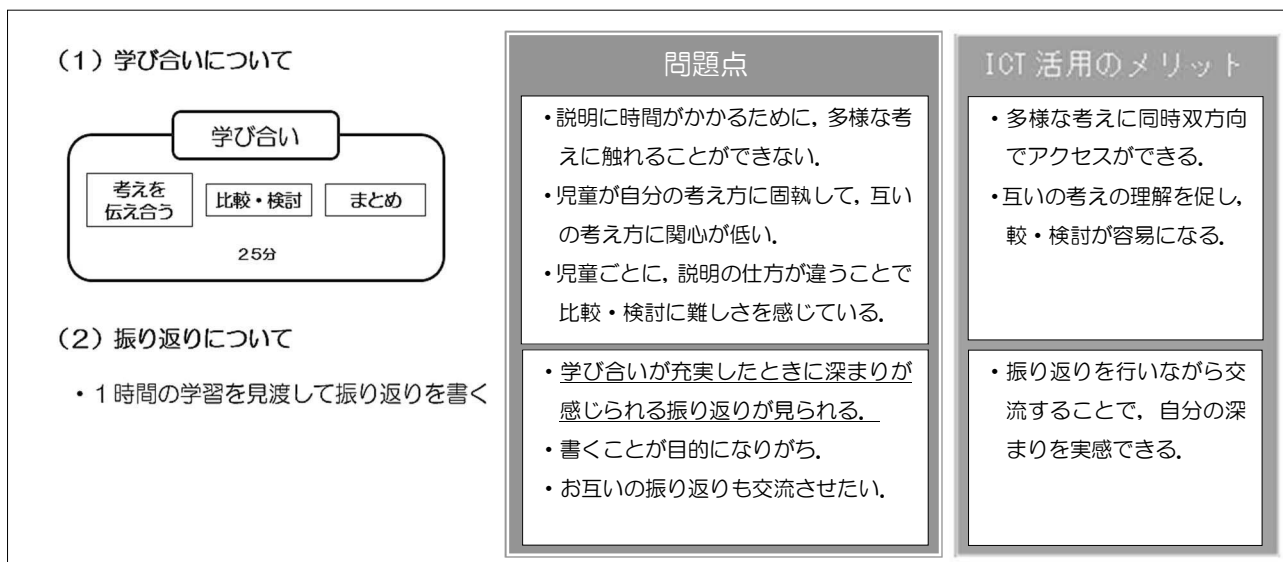 （1）学び合いについて
学び合い
考えを
伝え合う
比較・検討
まとめ
25分
（2）振り返りについて
・１時間の学習を見渡して振り返りを書く
問題点
・説明に時間がかかるために，多様な考
えに触れることができない．
・児童が自分の考え方に固執して，互い
の考え方に関心が低い．
・児童ごとに，説明の仕方が違うことで
比較・検討に難しさを感じている．
・学び合いが充実したときに深まりが
感じられる振り返りが見られる．
・書くことが目的になりがち．
・お互いの振り返りも交流させたい．
ICT 活用のメリット
・多様な考えに同時双方向
でアクセスができる．
・互いの考えの理解を促し，
較・検討が容易になる．
・振り返りを行いながら交
流することで，自分の深
まりを実感できる．